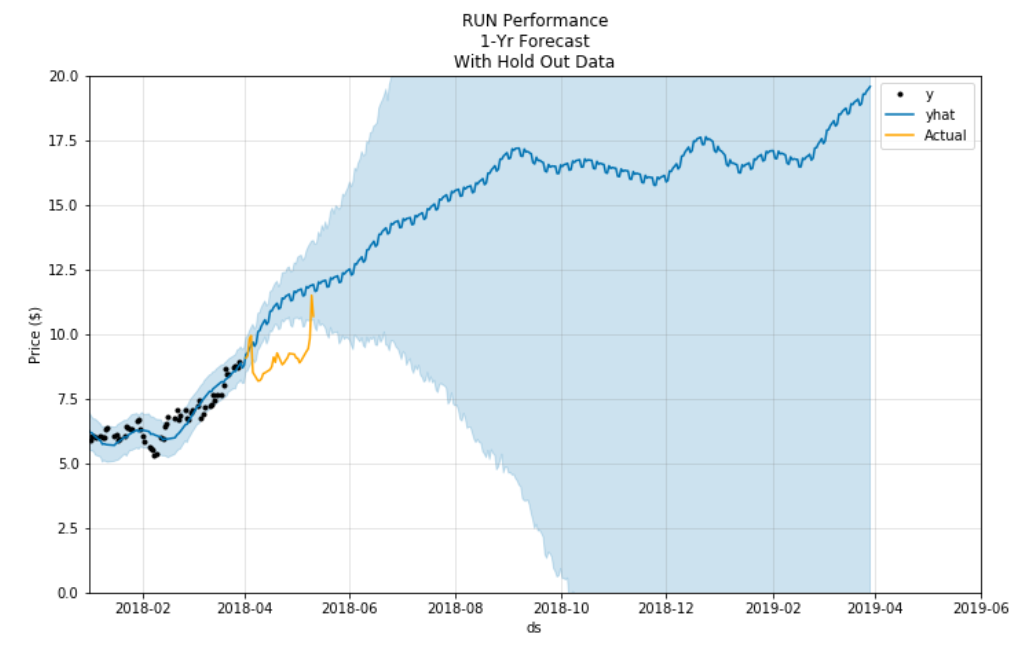 RUN Performance
1-Yr Forecast
With Hold Out Data
y
yhat
Actual
20.0
17.5
15.0
12.5
10.0
7.5
5.0
2.5
0.0
Price ($)
2018-02 2018-04 2018-06 2018-08 2018-10 2018-12 2019-02 2019-04 2019-06
ds